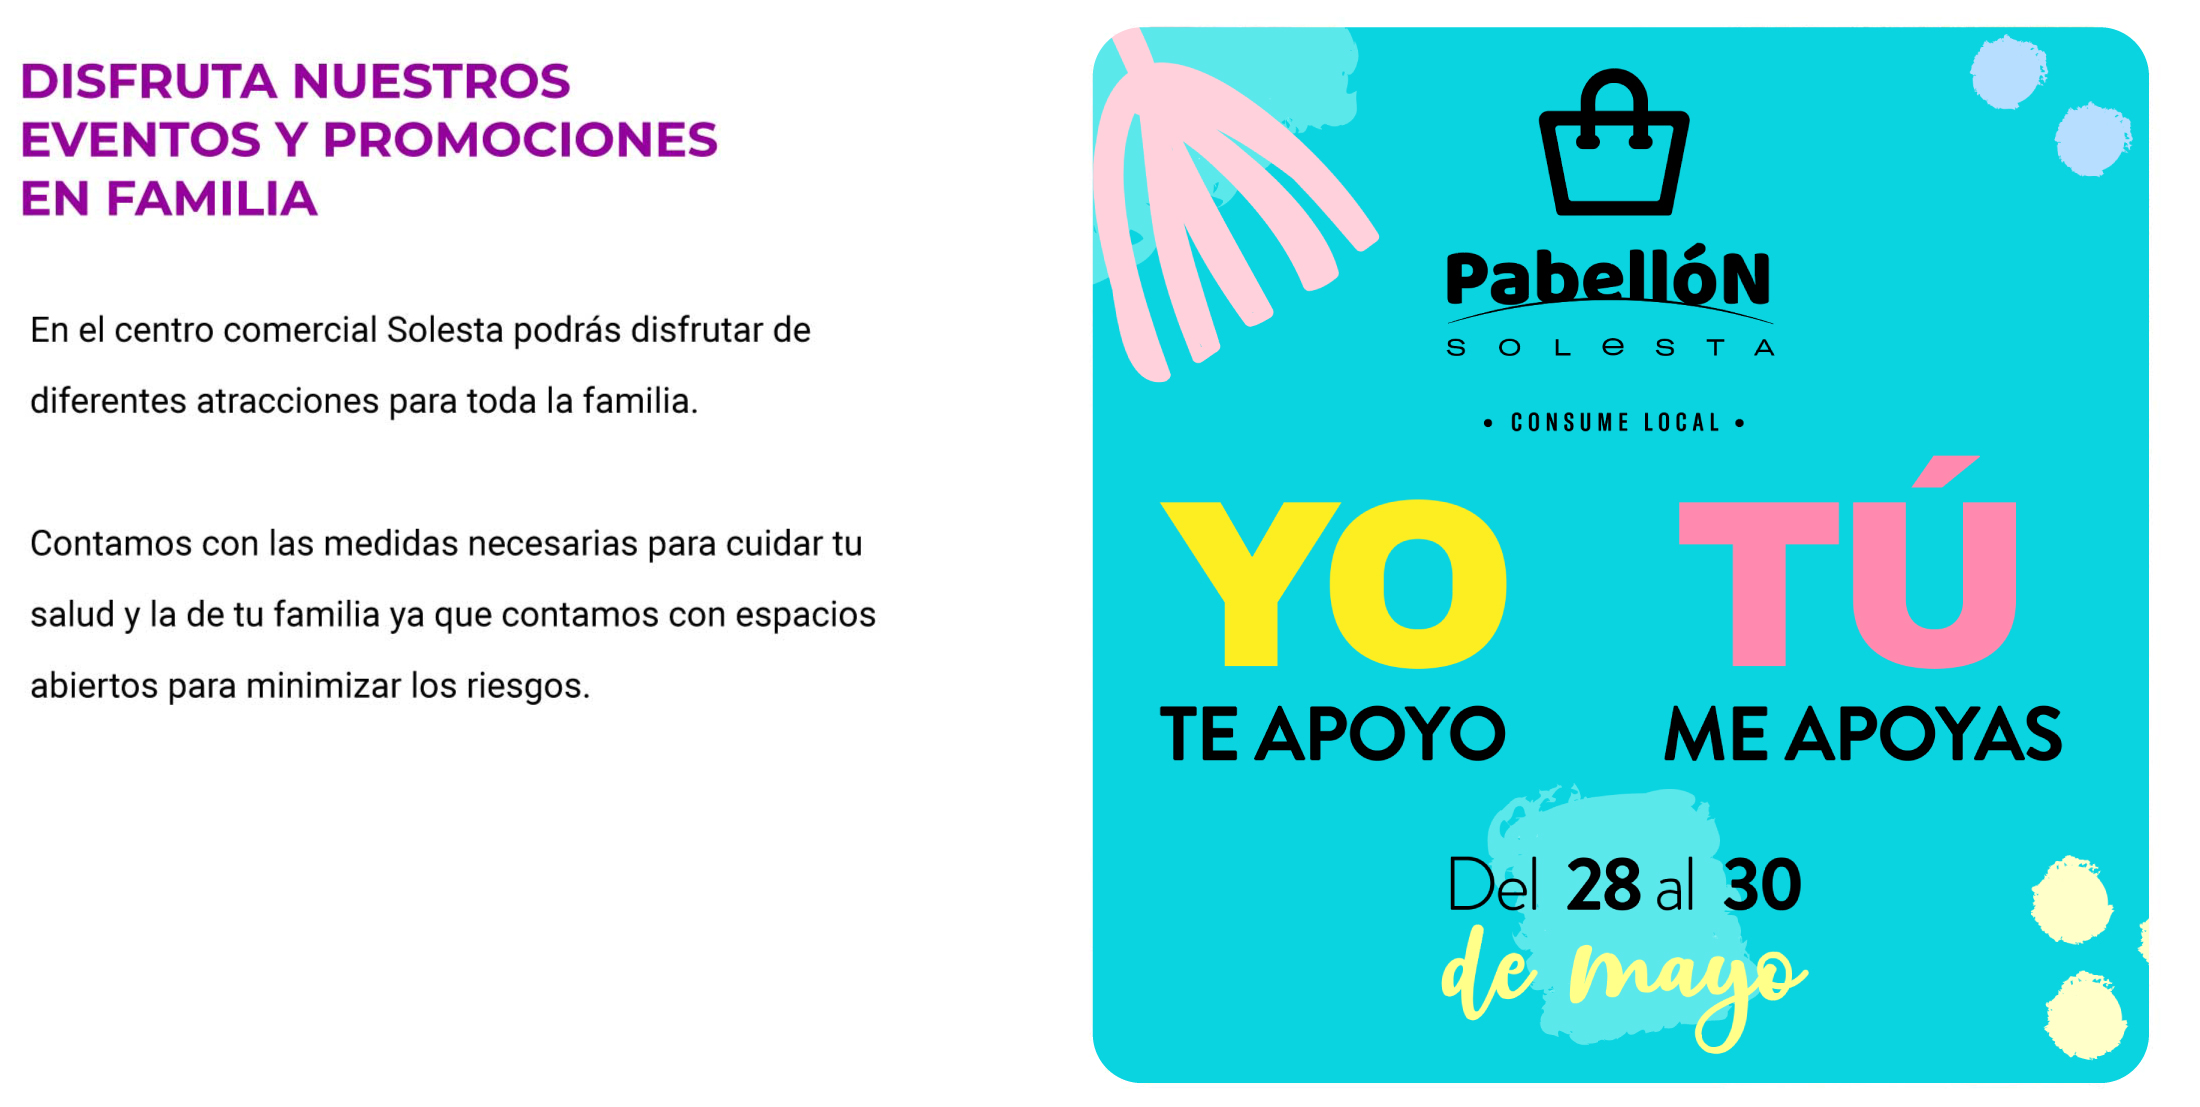 DISFRUTA NUESTROS
EVENTOS Y PROMOCIONES
EN FAMILIA
En el centro comercial Solesta podrás disfrutar de
diferentes atracciones para toda la familia.
Contamos con las medidas necesarias para cuidar tu
salud y la de tu familia ya que contamos con espacios
abiertos para minimizar los riesgos.
PabellóN
SOLeSTA
• CONSUME LOCAL •
YO TÚ
TE APOYO ME APOYAS
Del 28 al 30
de mayo